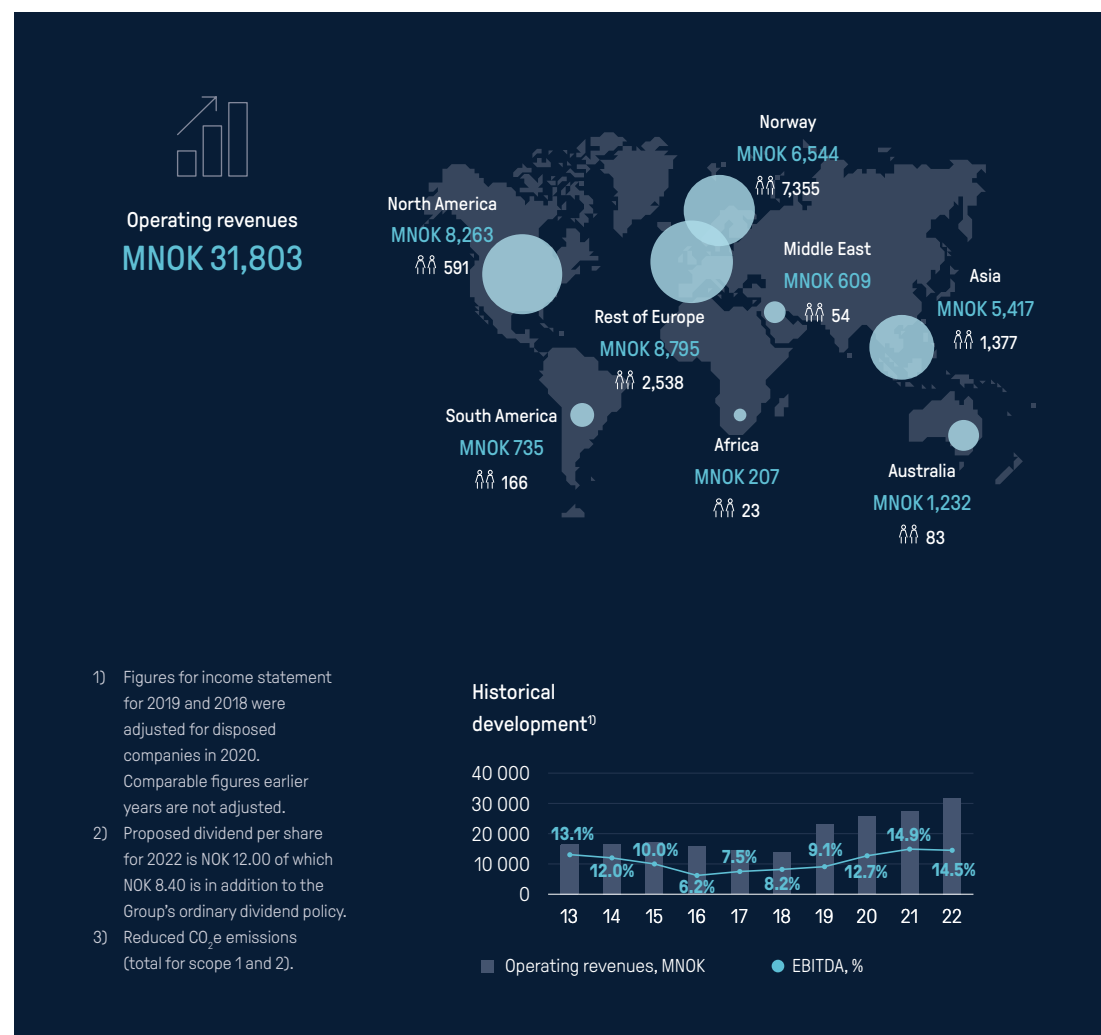 Operating revenues
MNOK 31,803
Norway
MNOK 6,544
7,355
North America
MNOK 8,263
591
Middle East
MNOK 609
54
Asia
MNOK 5,417
1,377
Rest of Europe
MNOK 8,795
2,538
South America
MNOK 735
166
Africa
MNOK 207
23
Australia
MNOK 1,232
83
1) Figures for income statement
for 2019 and 2018 were
adjusted for disposed
companies in 2020.
Comparable figures earlier
years are not adjusted.
2) Proposed dividend per share
for 2022 is NOK 12.00 of which
NOK 8.40 is in addition to the
Group's ordinary dividend policy.
3) Reduced CO₂e emissions
(total for scope 1 and 2).
Historical
development¹⁾
40 000
30 000
20 000
10 000
0
13.1%
12.0%
10.0%
6.2%
7.5%
8.2%
9.1%
12.7%
14.9%
14.5%
13 14 15 16 17 18 19 20 21 22
Operating revenues, MNOK EBITDA, %